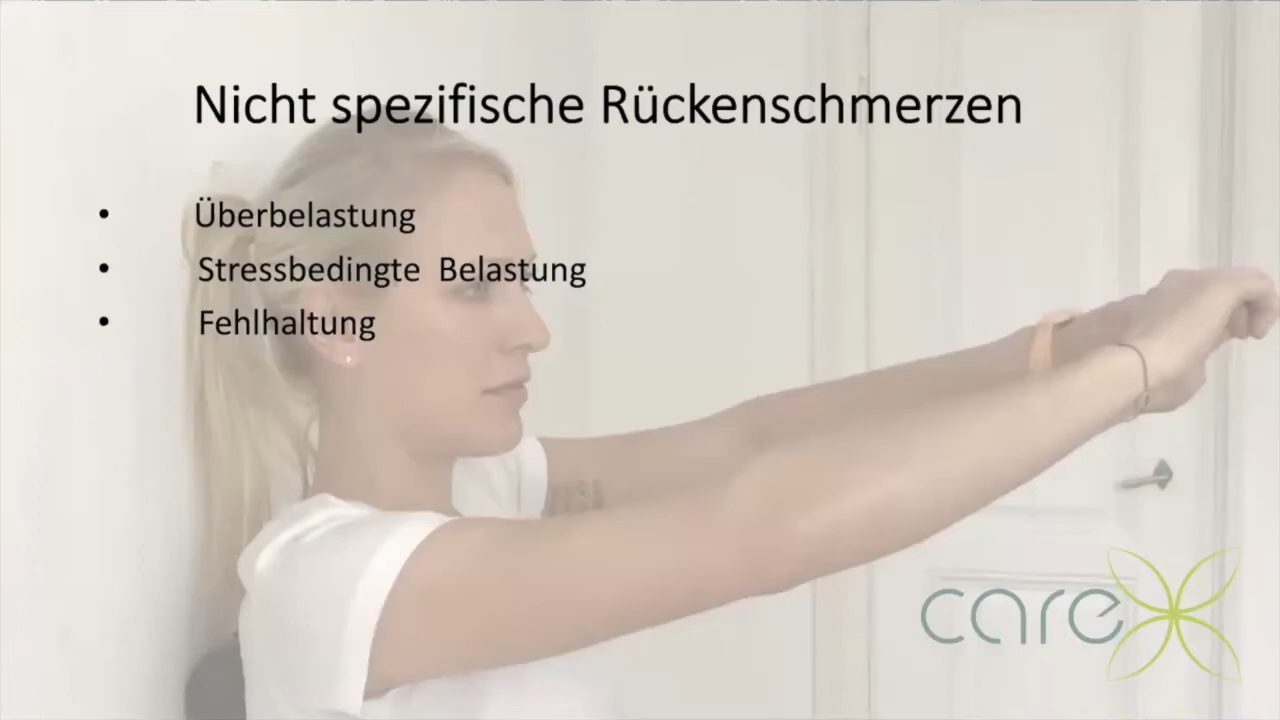 Nicht spezifische Rückenschmerzen
• Überbelastung
• Stressbedingte Belastung
• Fehlhaltung
care